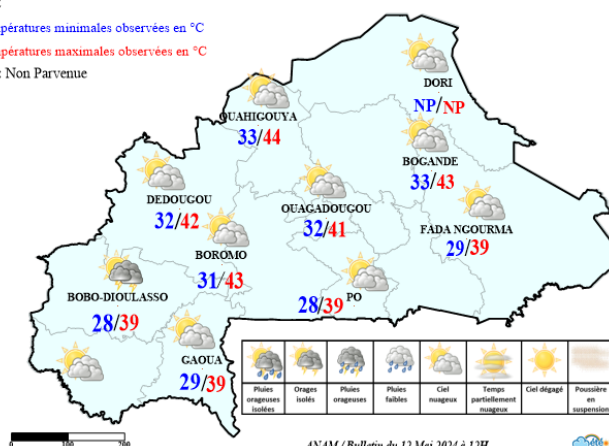 pératures minimales observées en °C
pératures maximales observées en °C
: Non Parvenue
DORI
NP/NP
OUAHIGOUYA
33/44
BOGANDE
33/43
DEDOUGOU
32/42
OUAGADOUGOU
32/41
FADA NGOURMA
29/39
BOROMO
31/43
BOBO-DIOULASSO
28/39
PO
28/39
GAOUA
29/39
Pluies orageuses isolées
Orages isolés
Pluies orageuses
Pluies faibles
Ciel nuageux
Temps partiellement nuageux
Ciel dégagé
Poussière en suspension
0 100 200
ANAM / Bulletin du 12 Mai 2024 à 12H